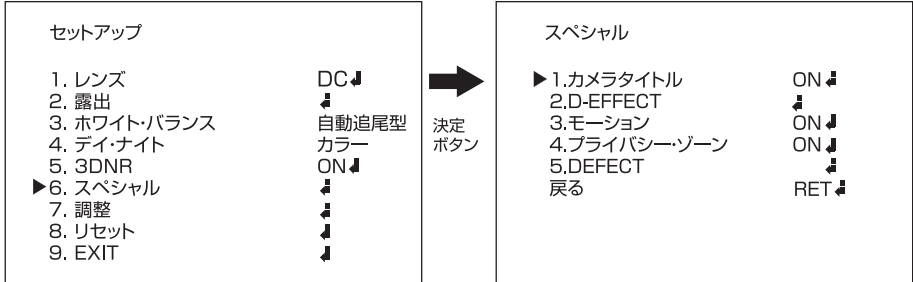 セットアップ
1. レンズ DC↲
2. 露出 ↲
3. ホワイト・バランス 自動追尾型
4. デイ・ナイト カラー
5. 3DNR ON↲
▶6. スペシャル ↲
7. 調整 ↲
8. リセット ↲
9. EXIT ↲
決定
ボタン
スペシャル
▶1.カメラタイトル ON↲
2.D-EFFECT ↲
3.モーション ON↲
4.プライバシー・ゾーン ON↲
5.DEFECT ↲
戻る RET↲